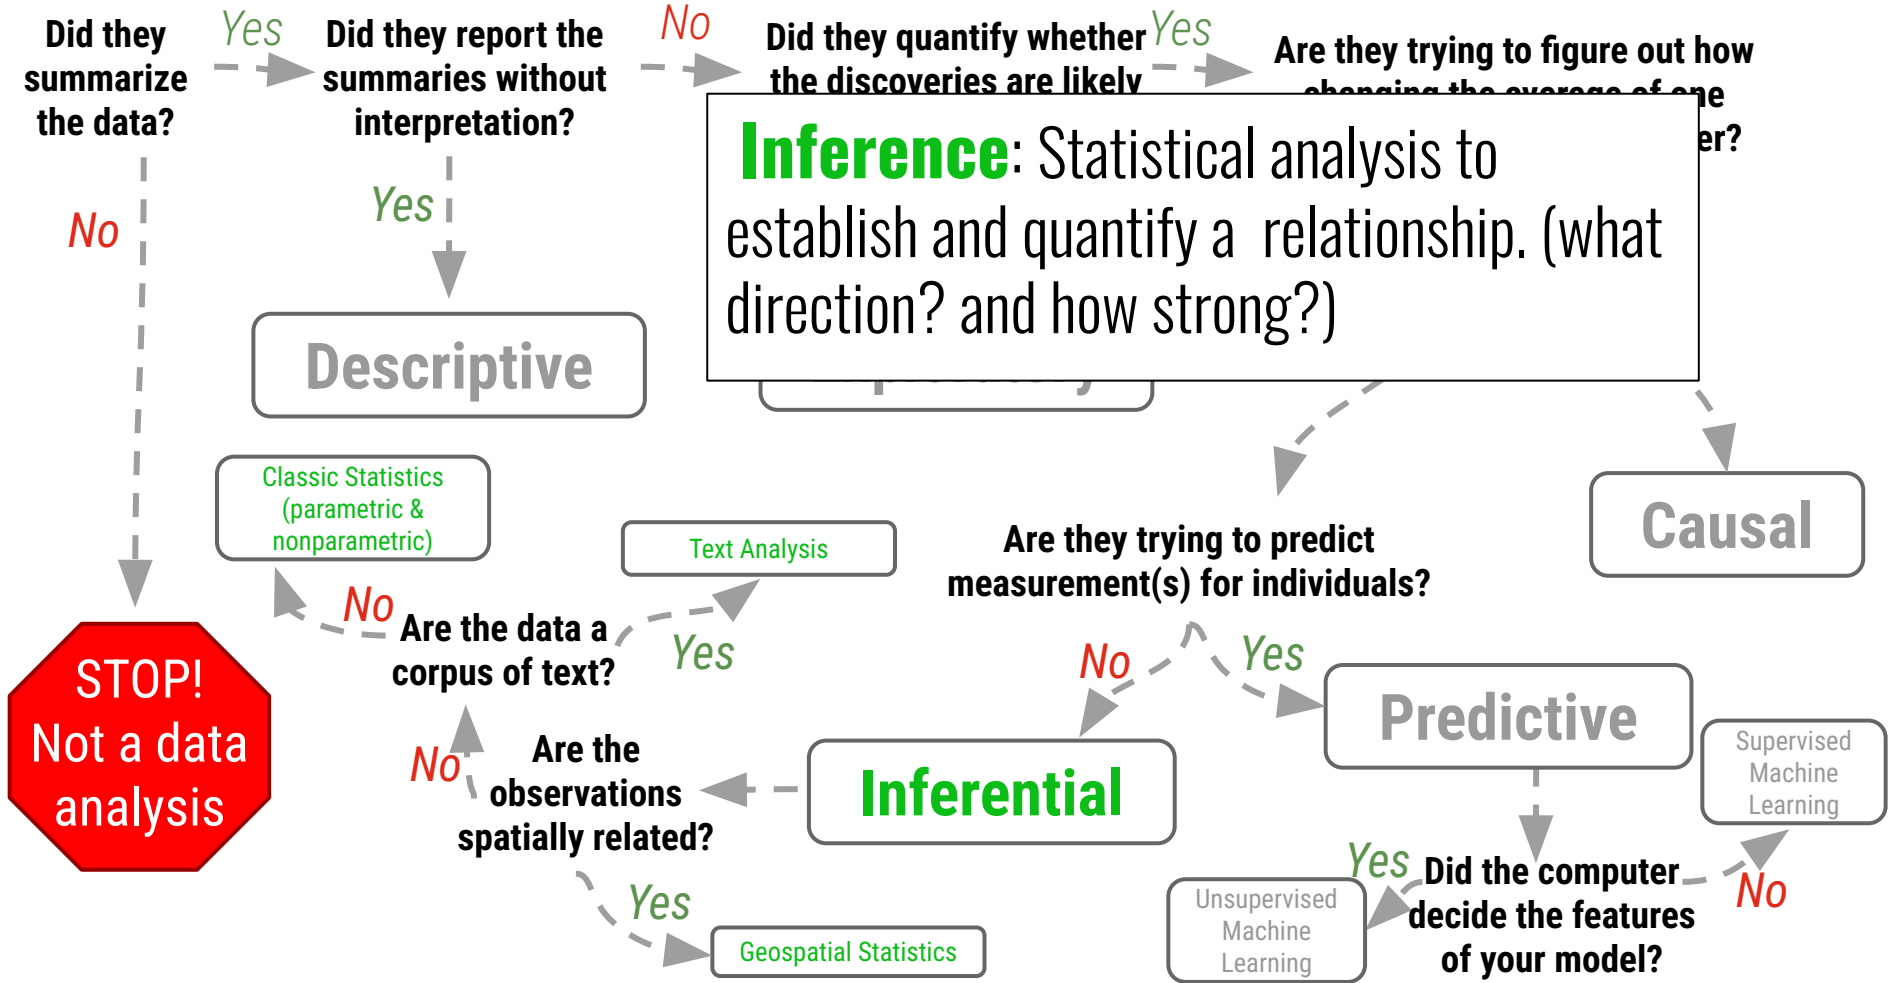 Did they
summarize
the data?
Yes
Did they report the
summaries without
interpretation?
No
Did they quantify whether
the discoveries are likely
Yes
Are they trying to figure out how
changing the average of one
er?
Inference: Statistical analysis to
establish and quantify a relationship. (what
direction? and how strong?)
No
Yes
Descriptive
Classic Statistics
(parametric &
nonparametric)
Text Analysis
Causal
Are they trying to predict
measurement(s) for individuals?
No
Are the data a
corpus of text?
Yes
No
Yes
STOP!
Not a data
analysis
Predictive
Supervised
Machine
Learning
No
Are the
observations
spatially related?
Inferential
Yes
Geospatial Statistics
Yes
Did the computer
decide the features
of your model?
No
Unsupervised
Machine
Learning